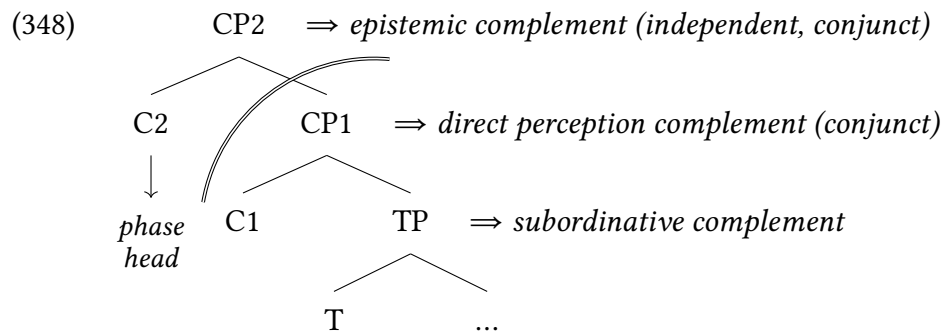 (348) CP2 ⇒ epistemic complement (independent, conjunct)
C2 CP1 ⇒ direct perception complement (conjunct)
phase
head
C1 TP ⇒ subordinative complement
T ...